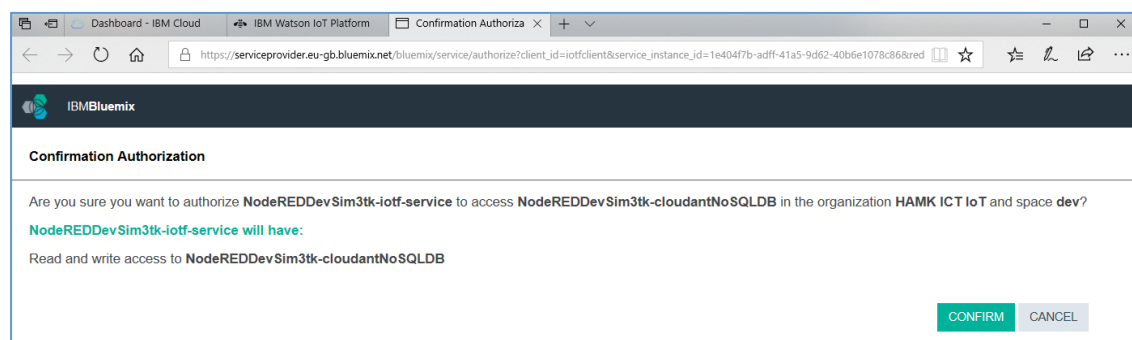 Dashboard - IBM Cloud
IBM Watson IoT Platform
Confirmation Authoriza
https://serviceprovider.eu-gb.bluemix.net/bluemix/service/authorize?client_id=iotfclient&service_instance_id=1e404f7b-adff-41a5-9d62-40b6e1078c86&red
IBMBluemix
Confirmation Authorization
Are you sure you want to authorize NodeREDDevSim3tk-iotf-service to access NodeREDDevSim3tk-cloudantNoSQLDB in the organization HAMK ICT IoT and space dev?
NodeREDDevSim3tk-iotf-service will have:
Read and write access to NodeREDDevSim3tk-cloudantNoSQLDB
CONFIRM CANCEL